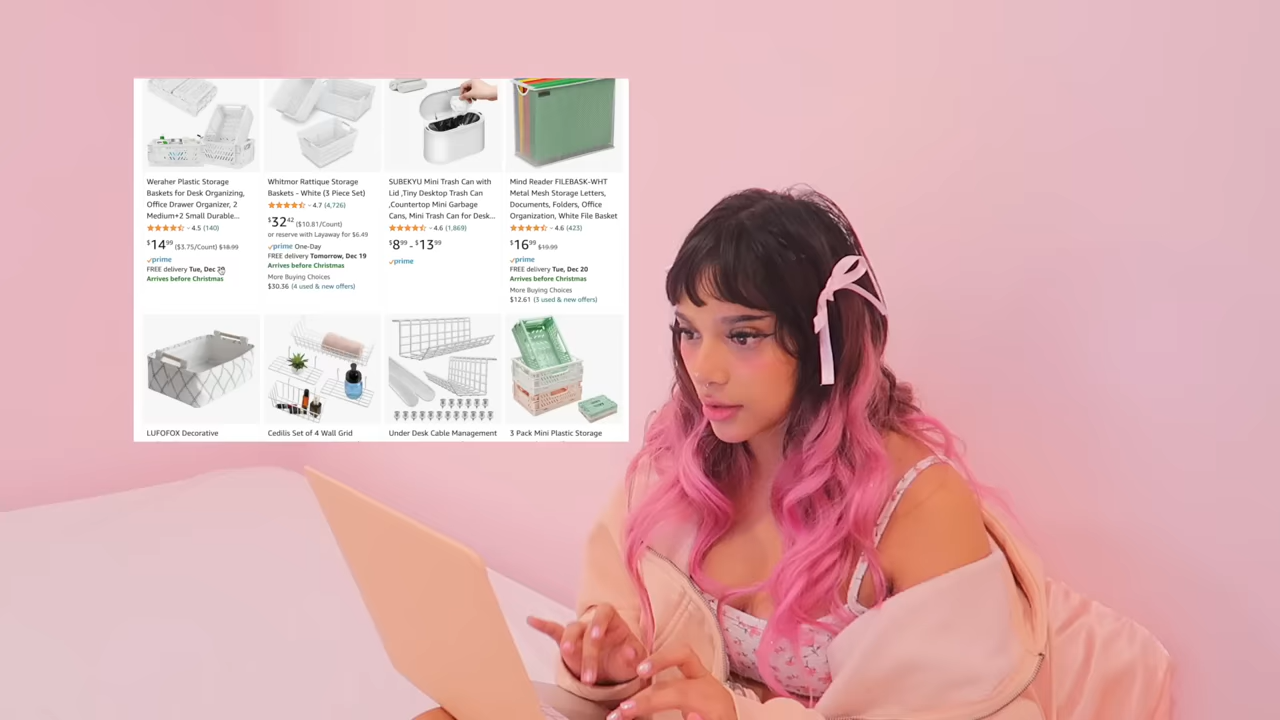 Weraher Plastic Storage
Baskets for Desk Organizing,
Office Drawer Organizer, 2
Medium+2 Small Durable...
4.5 (140)
$14.99 ($3.75/Count) $18.99
prime
FREE delivery Tue, Dec 20
Arrives before Christmas
Whitmor Rattique Storage
Baskets - White (3 Piece Set)
4.7 (4,726)
$32.42 ($10.81/Count)
or reserve with Layaway for $6.49
prime One-Day
FREE delivery Tomorrow, Dec 19
Arrives before Christmas
More Buying Choices
$30.36 (4 used & new offers)
SUBEKYU Mini Trash Can with
Lid ,Tiny Desktop Trash Can
,Countertop Mini Garbage
Cans, Mini Trash Can for Desk...
4.6 (1,869)
$8.99 - $13.99
prime
Mind Reader FILEBASK-WHT
Metal Mesh Storage Letters,
Documents, Folders, Office
Organization, White File Basket
4.6 (423)
$16.99 $19.99
prime
FREE delivery Tue, Dec 20
Arrives before Christmas
More Buying Choices
$12.61 (3 used & new offers)
LUFOFOX Decorative
Cedilis Set of 4 Wall Grid
Under Desk Cable Management
3 Pack Mini Plastic Storage